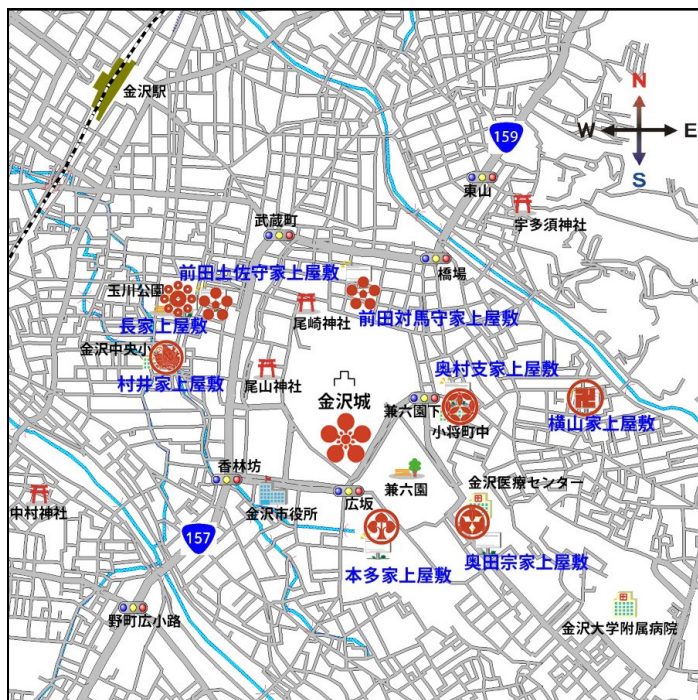 金沢駅
N
W
E
S
159
東山
宇多須神社
武蔵町
橋場
前田土佐守家上屋敷
玉川公園
尾崎神社
前田対馬守家上屋敷
長家上屋敷
金沢中央小
村井家上屋敷
尾山神社
奥村支家上屋敷
金沢城
兼六園下
小将町中
横山家上屋敷
香林坊
金沢医療センター
兼六園
中村神社
金沢市役所
広坂
157
本多家上屋敷
奥田宗家上屋敷
野町広小路
金沢大学附属病院